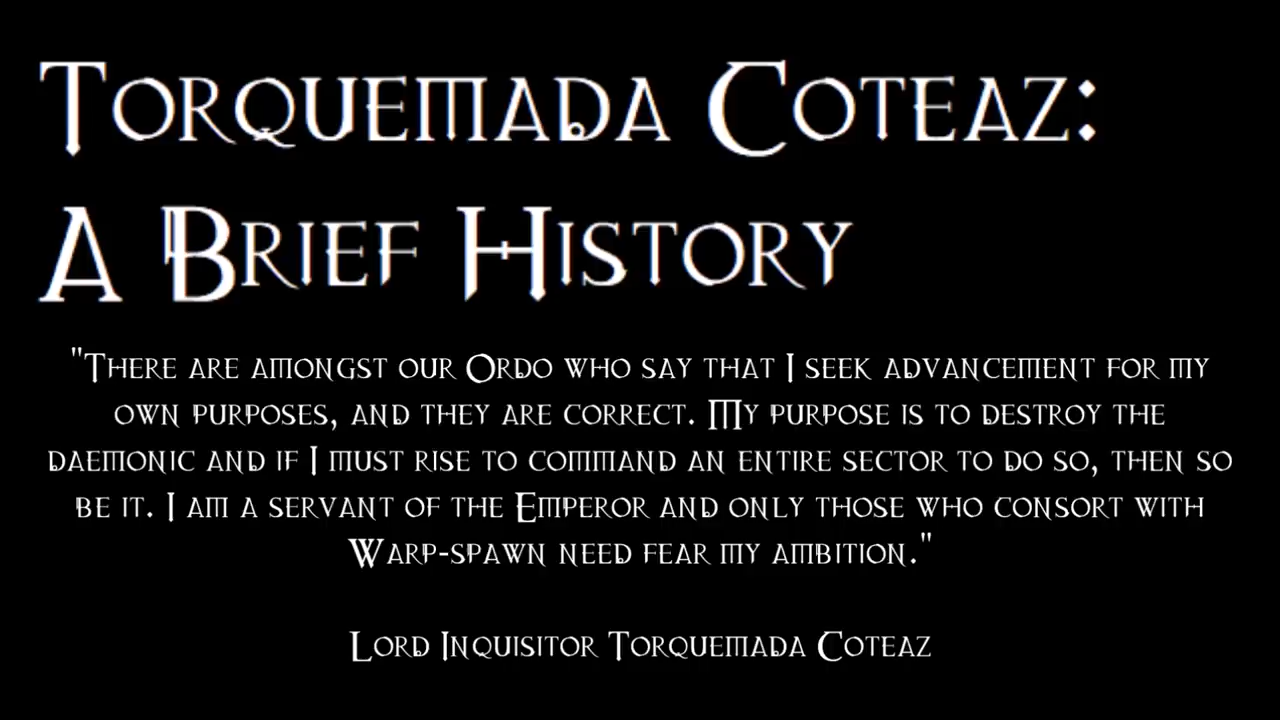 Torquemada Coteaz:
A Brief History
"There are amongst our Ordo who say that I seek advancement for my
own purposes, and they are correct. My purpose is to destroy the
daemonic and if I must rise to command an entire sector to do so, then so
be it. I am a servant of the Emperor and only those who consort with
Warp-spawn need fear my ambition."
Lord Inquisitor Torquemada Coteaz